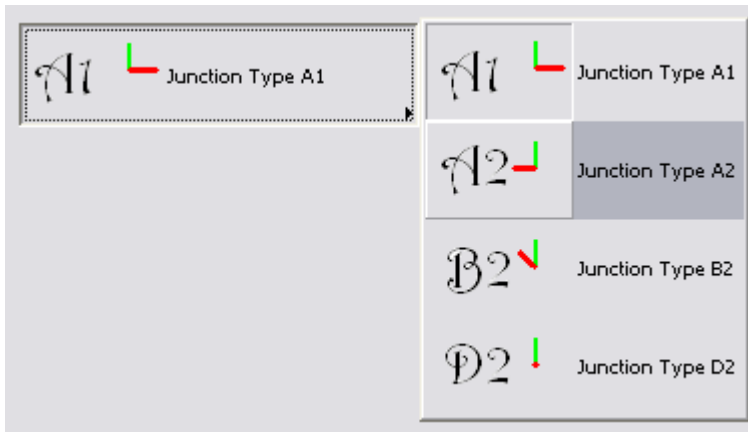 A1 Junction Type A1
A1 Junction Type A1
A2 Junction Type A2
B2 Junction Type B2
D2 Junction Type D2